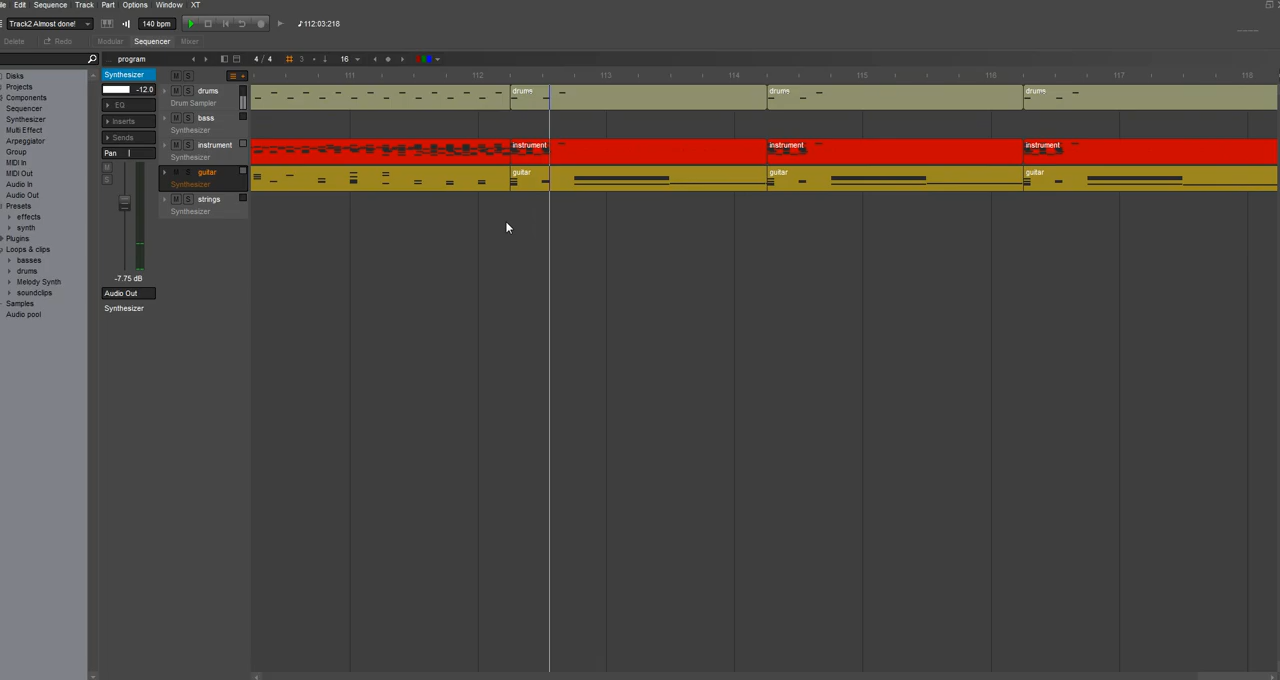 le Edit Sequence Track Part Options Window XT
Track2 Almost done! 140 bpm 112:03:218
Delete Redo Modular Sequencer Mixer
program 4 / 4 3 16
Disks
Projects
Components
Sequencer
Synthesizer
Multi Effect
Arpeggiator
Group
MIDI In
MIDI Out
Audio In
Audio Out
Presets
effects
synth
Plugins
Loops & clips
basses
drums
Melody Synth
soundclips
Samples
Audio pool
Synthesizer
-12.0
EQ
Inserts
Sends
Pan
M
S
-7.75 dB
Audio Out
Synthesizer
M S
M S drums
Drum Sampler
M S bass
Synthesizer
M S instrument
Synthesizer
M S guitar
Synthesizer
M S strings
Synthesizer
111 112 113 114 115 116 117 118
drums drums drums
instrument instrument instrument
guitar guitar guitar